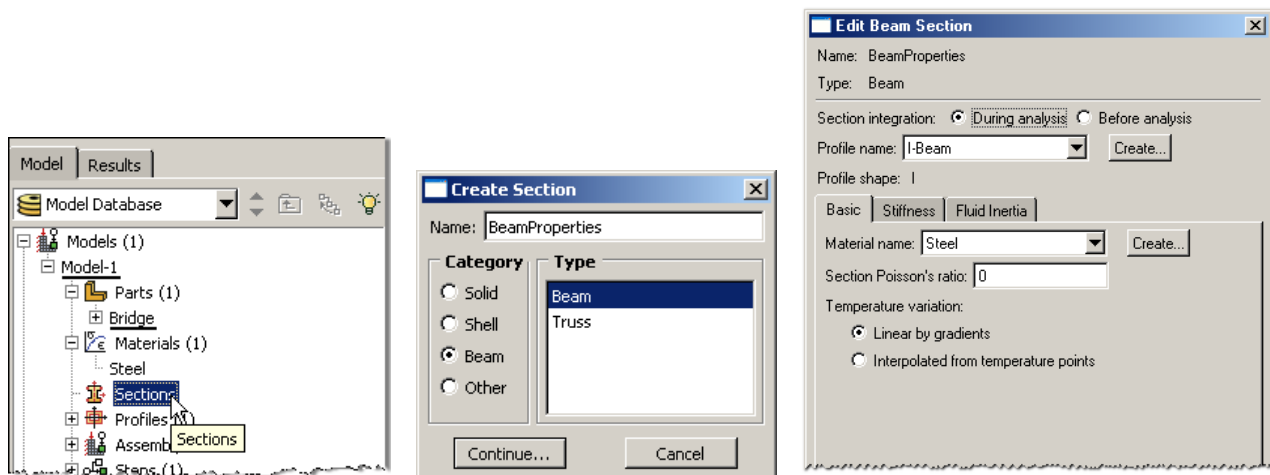 Model Results
Model Database
Models (1)
Model-1
Parts (1)
Bridge
Materials (1)
Steel
Sections
Profiles
Sections
Assemb
Steps (1)
Create Section
Name: BeamProperties
Category Type
Solid
Shell
Beam
Other
Beam
Truss
Continue... Cancel
Edit Beam Section
Name: BeamProperties
Type: Beam
Section integration: During analysis Before analysis
Profile name: I-Beam Create...
Profile shape: I
Basic Stiffness Fluid Inertia
Material name: Steel Create...
Section Poisson's ratio: 0
Temperature variation:
Linear by gradients
Interpolated from temperature points